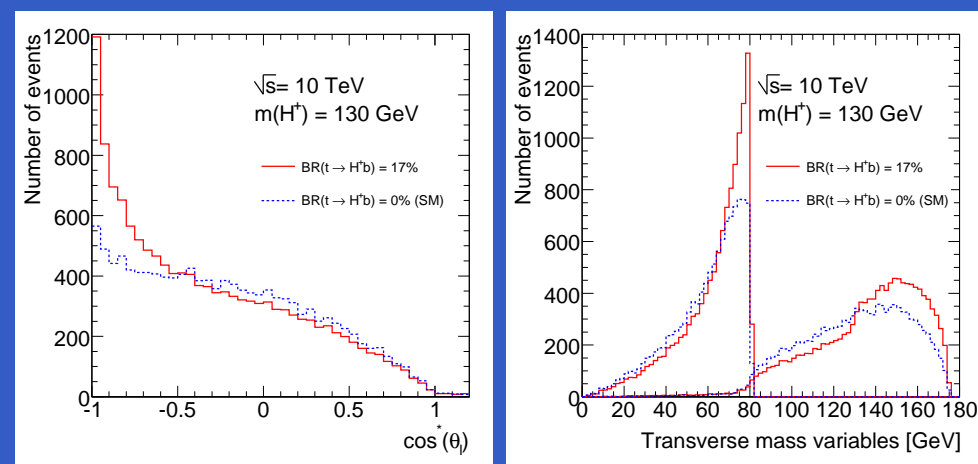 Number of events
1200
1000
800
600
400
200
0
-1 -0.5 0 0.5 1
cos*(θl)
√s= 10 TeV
m(H+) = 130 GeV
BR(t → H+b) = 17%
BR(t → H+b) = 0% (SM)
Number of events
1400
1200
1000
800
600
400
200
0
0 20 40 60 80 100 120 140 160 180
Transverse mass variables [GeV]
√s= 10 TeV
m(H+) = 130 GeV
BR(t → H+b) = 17%
BR(t → H+b) = 0% (SM)